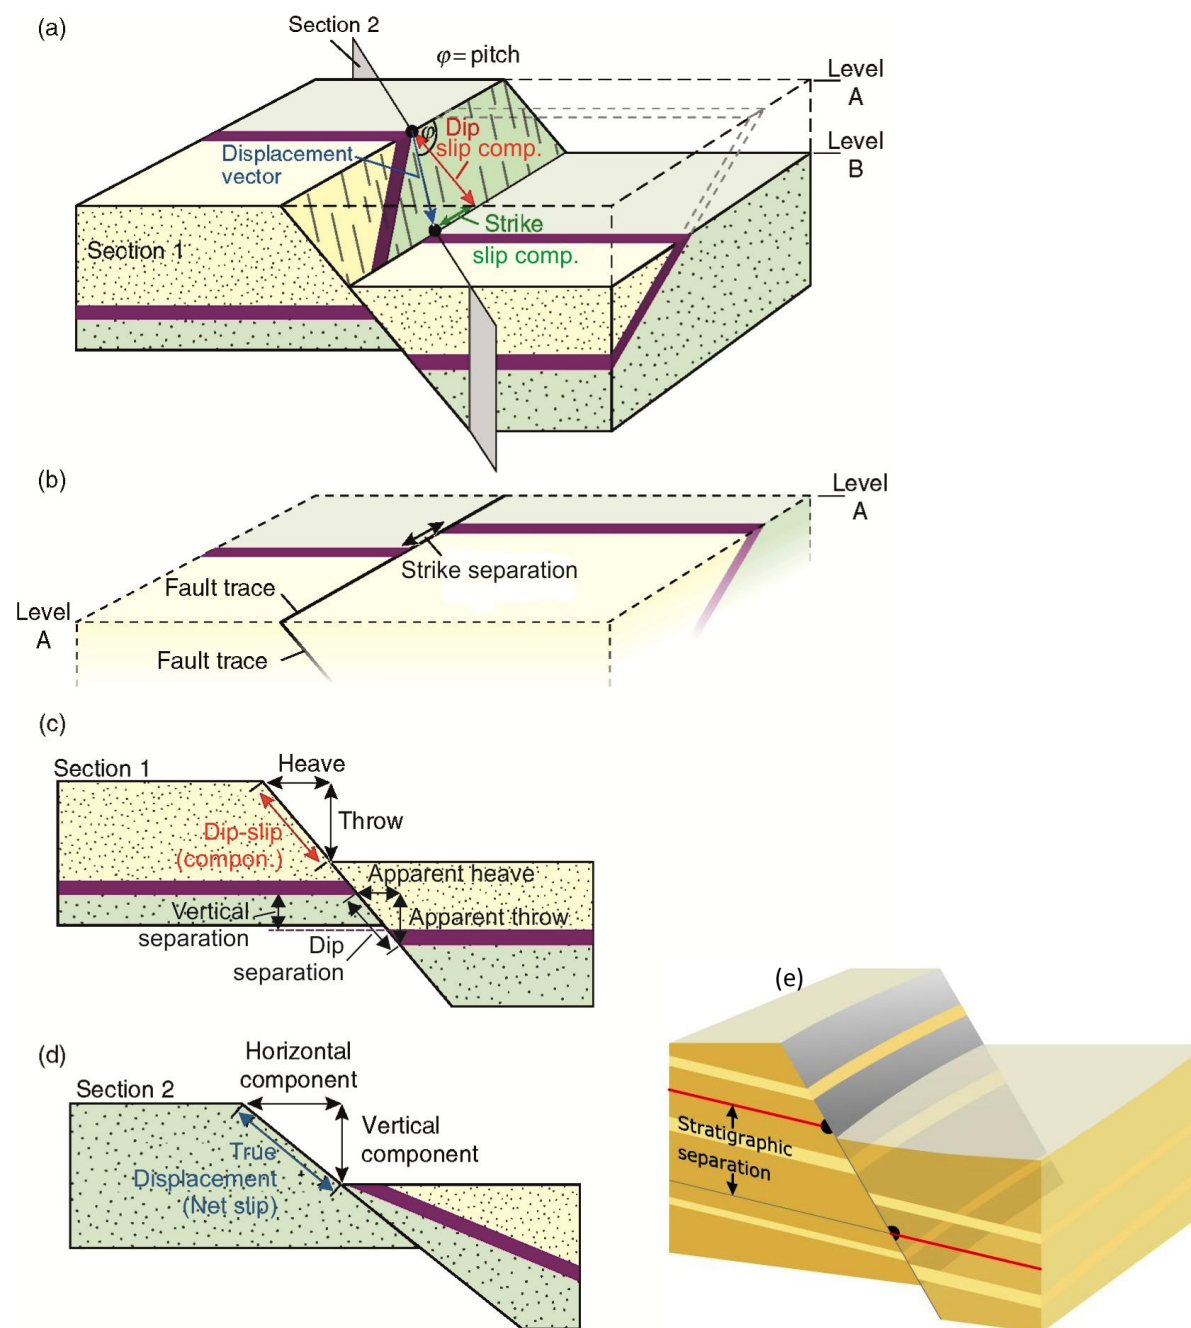 (a)
Section 2
φ= pitch
Level
A
φ
Dip
slip comp.
Displacement
vector
Level
B
Strike
slip comp.
Section 1
(b)
Level
A
Strike separation
Fault trace
Level
A
Fault trace
(c)
Section 1
Heave
Throw
Dip-slip
(compon.)
Apparent heave
Vertical
separation
Apparent throw
Dip
separation
(e)
Stratigraphic
separation
(d)
Section 2
Horizontal
component
Vertical
component
True
Displacement
(Net slip)